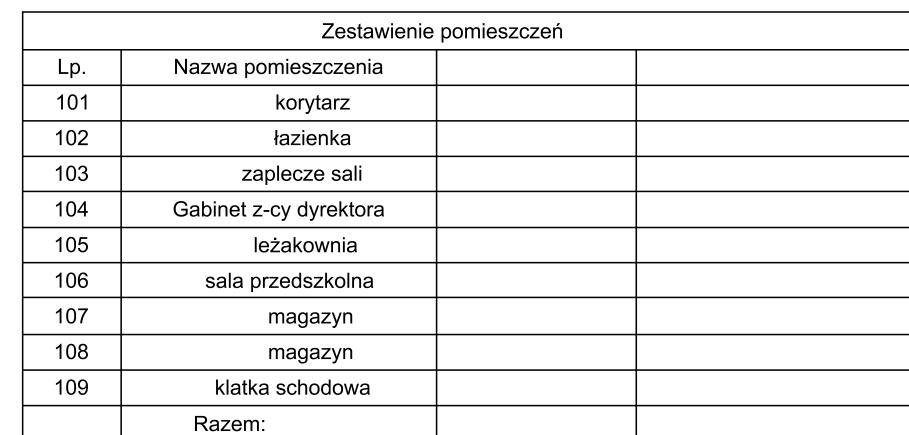 Zestawienie pomieszczeń
Lp. Nazwa pomieszczenia
101 korytarz
102 łazienka
103 zaplecze sali
104 Gabinet z-cy dyrektora
105 leżakownia
106 sala przedszkolna
107 magazyn
108 magazyn
109 klatka schodowa
Razem: